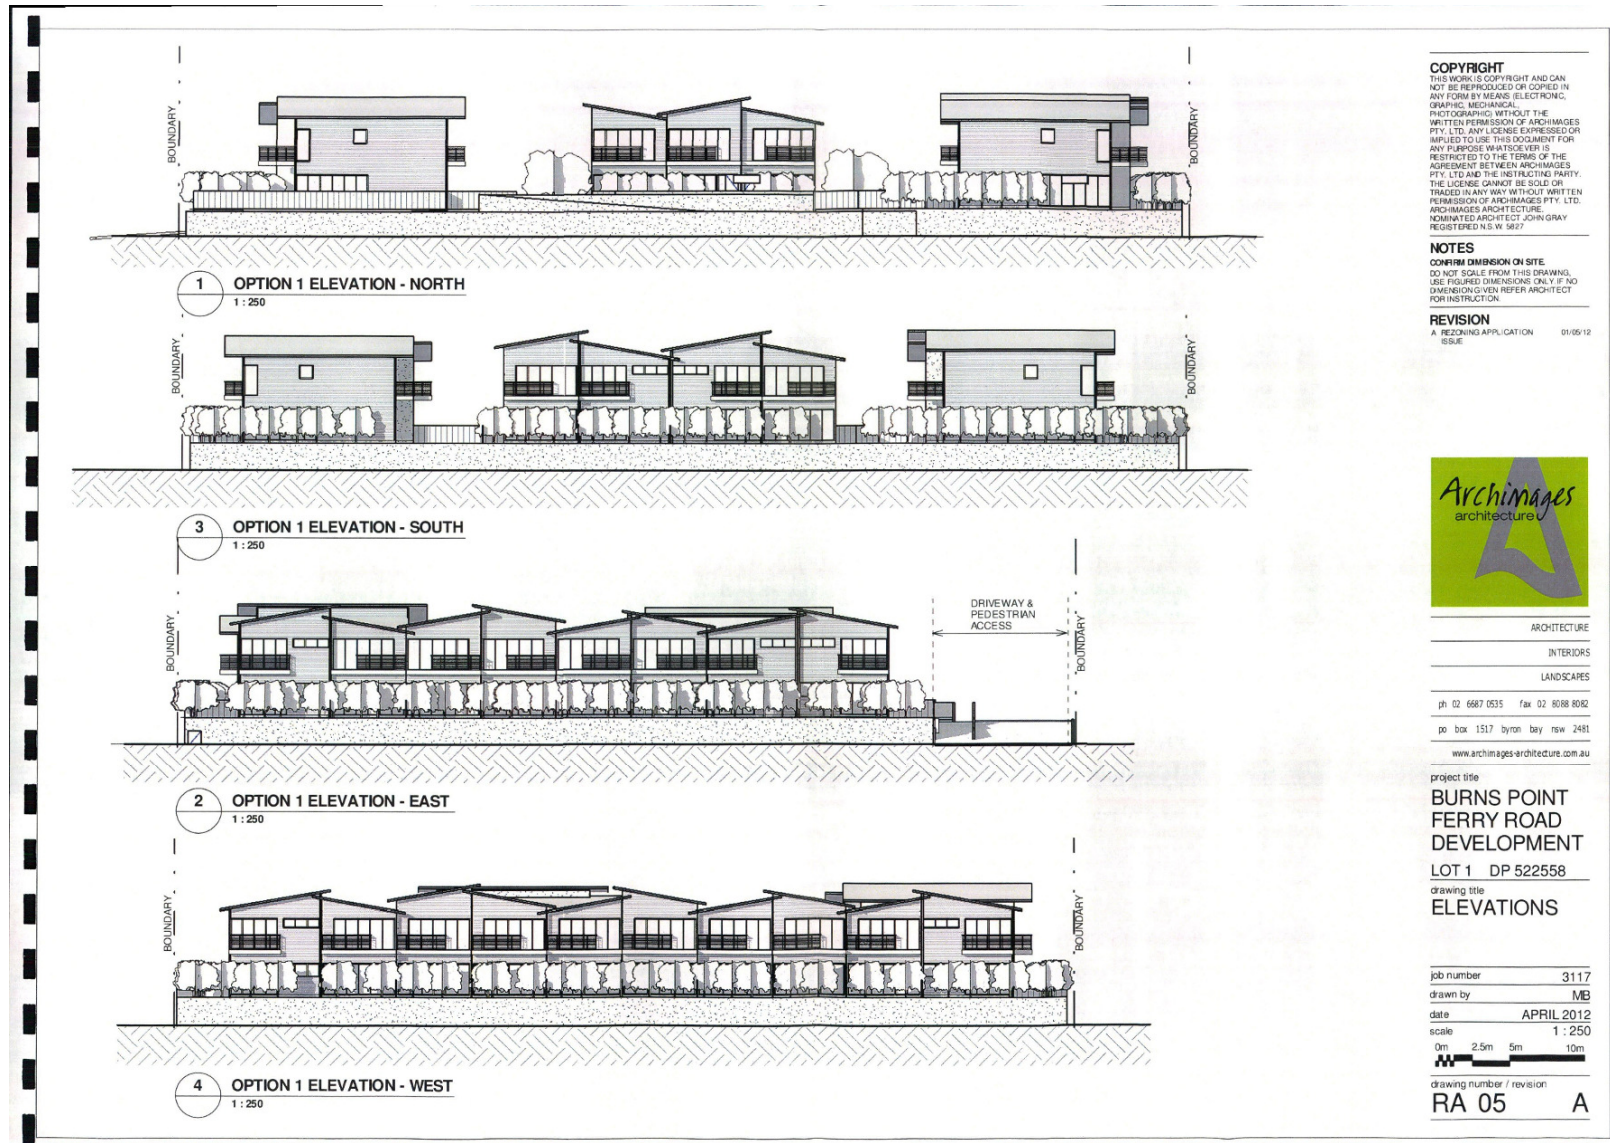 BOUNDARY
BOUNDARY
1
OPTION 1 ELEVATION - NORTH
1 : 250
BOUNDARY
BOUNDARY
3
OPTION 1 ELEVATION - SOUTH
1 : 250
BOUNDARY
DRIVEWAY &
PEDESTRIAN
ACCESS
BOUNDARY
2
OPTION 1 ELEVATION - EAST
1 : 250
BOUNDARY
BOUNDARY
4
OPTION 1 ELEVATION - WEST
1 : 250
COPYRIGHT
THIS WORK IS COPYRIGHT AND CAN
NOT BE REPRODUCED OR COPIED IN
ANY FORM BY MEANS (ELECTRONIC,
GRAPHIC, MECHANICAL,
PHOTOGRAPHIC) WITHOUT THE
WRITTEN PERMISSION OF ARCHIMAGES
PTY. LTD. ANY LICENSE EXPRESSED OR
IMPLIED TO USE THIS DOCUMENT FOR
ANY PURPOSE WHATSOEVER IS
RESTRICTED TO THE TERMS OF THE
AGREEMENT BETWEEN ARCHIMAGES
PTY. LTD AND THE INSTRUCTING PARTY.
THE LICENSE CANNOT BE SOLD OR
TRADED IN ANY WAY WITHOUT WRITTEN
PERMISSION OF ARCHIMAGES PTY. LTD.
ARCHIMAGES ARCHITECTURE.
NOMINATED ARCHITECT JOHN GRAY
REGISTERED N.S.W. 5827
NOTES
CONFIRM DIMENSION ON SITE.
DO NOT SCALE FROM THIS DRAWING,
USE FIGURED DIMENSIONS ONLY. IF NO
DIMENSION GIVEN REFER ARCHITECT
FOR INSTRUCTION.
REVISION
A REZONING APPLICATION 01/05/12
ISSUE
Archimages
architecture
ARCHITECTURE
INTERIORS
LANDSCAPES
ph 02 6687 0535 fax 02 8088 8082
po box 1517 byron bay nsw 2481
www.archimages-architecture.com.au
project title
BURNS POINT
FERRY ROAD
DEVELOPMENT
LOT 1 DP 522558
drawing title
ELEVATIONS
job number 3117
drawn by MB
date APRIL 2012
scale 1 : 250
0m 2.5m 5m 10m
drawing number / revision
RA 05 A